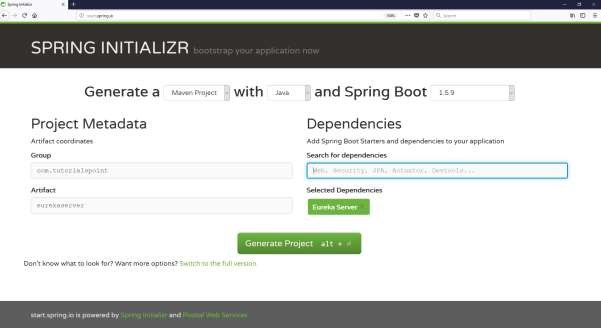 Spring Initializr
start.spring.io
Search
SPRING INITIALIZR bootstrap your application now
Generate a Maven Project with Java and Spring Boot 1.5.9
Project Metadata
Artifact coordinates
Group
com.tutorialspoint
Artifact
eurekaserver
Dependencies
Add Spring Boot Starters and dependencies to your application
Search for dependencies
Web, Security, JPA, Actuator, Devtools...
Selected Dependencies
Eureka Server
Generate Project alt +
Don't know what to look for? Want more options? Switch to the full version.
start.spring.io is powered by Spring Initializr and Pivotal Web Services